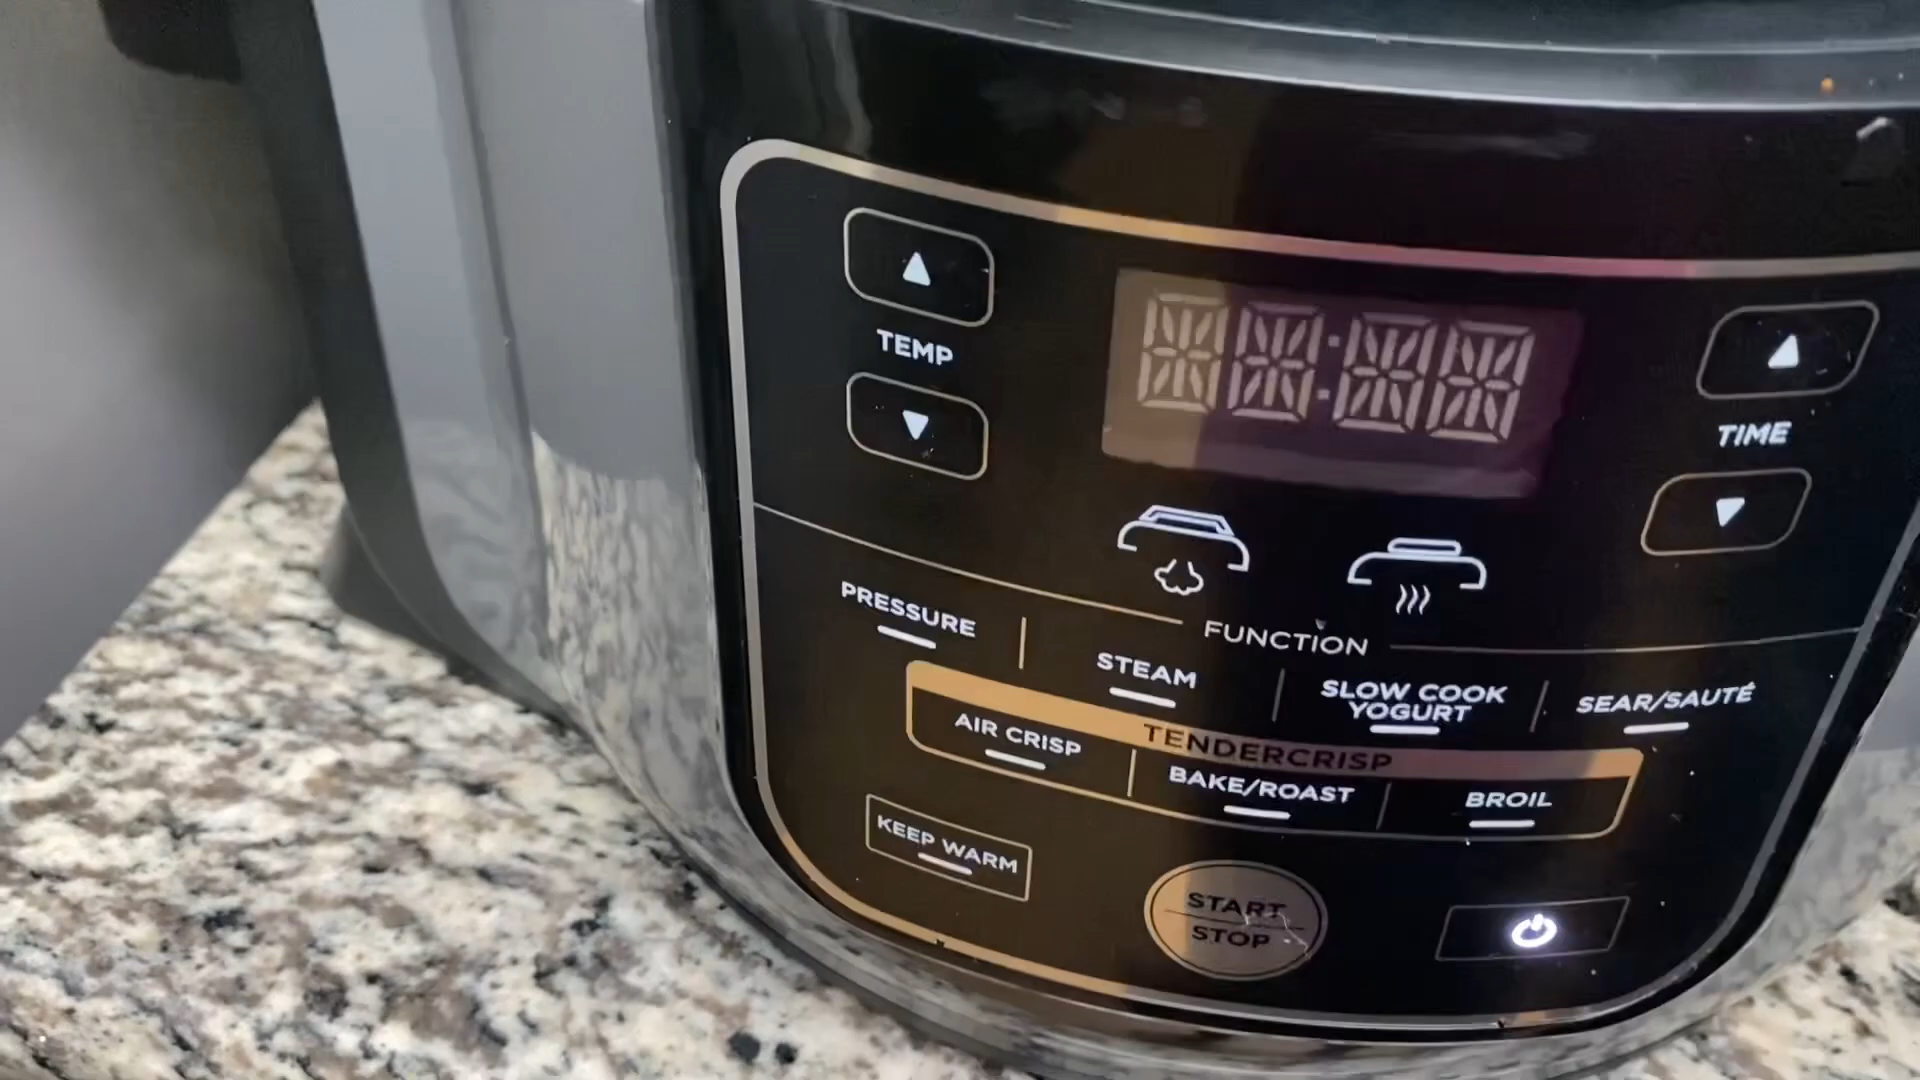 TEMP
TIME
FUNCTION
PRESSURE
STEAM
SLOW COOK
YOGURT
SEAR/SAUTÉ
TENDERCRISP
AIR CRISP
BAKE/ROAST
BROIL
KEEP WARM
START
STOP